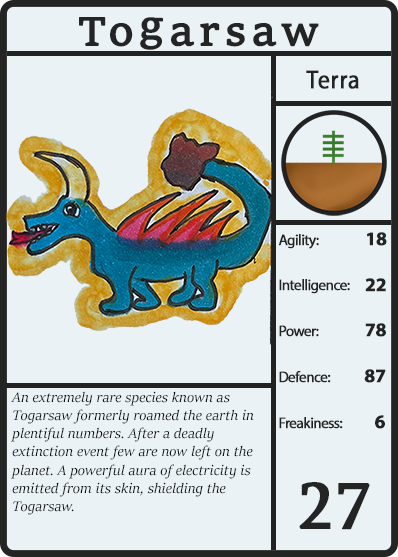 Togarsaw
Terra
Agility: 18
Intelligence: 22
Power: 78
Defence: 87
Freakiness: 6
27
An extremely rare species known as
Togarsaw formerly roamed the earth in
plentiful numbers. After a deadly
extinction event few are now left on the
planet. A powerful aura of electricity is
emitted from its skin, shielding the
Togarsaw.